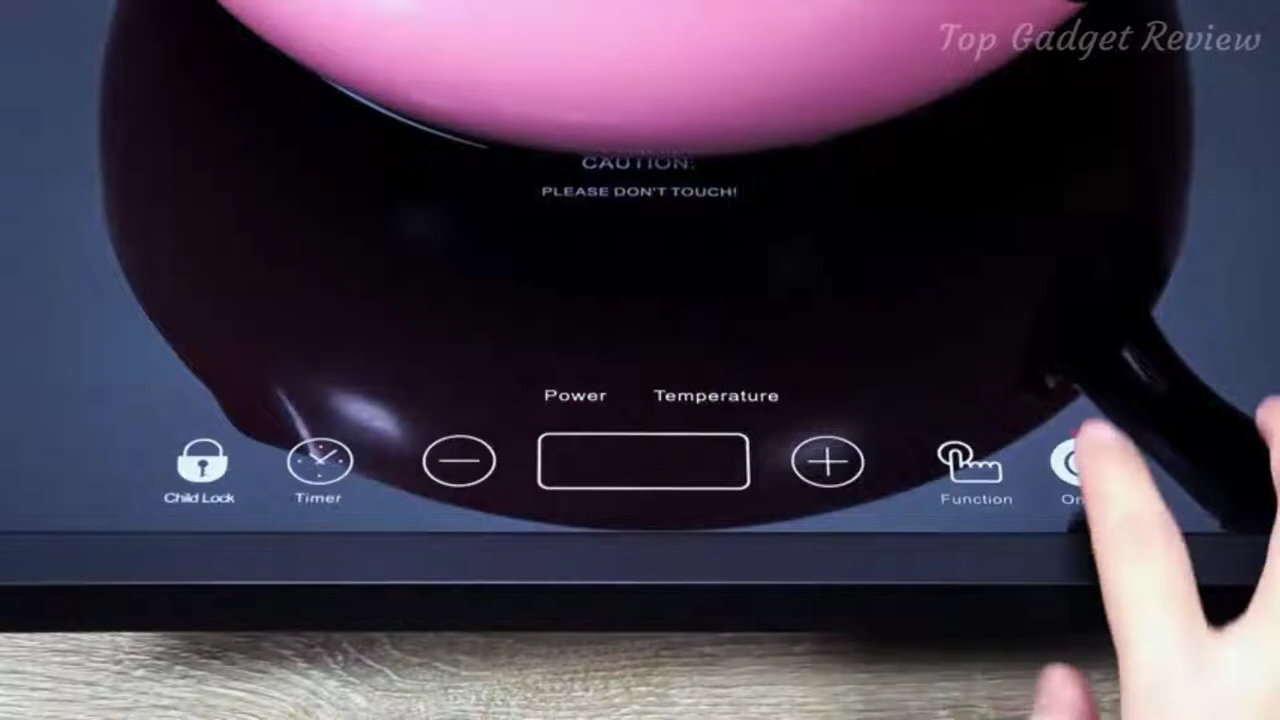 Top Gadget Review
CAUTION:
PLEASE DON'T TOUCH!
Power Temperature
Child Lock Timer Function